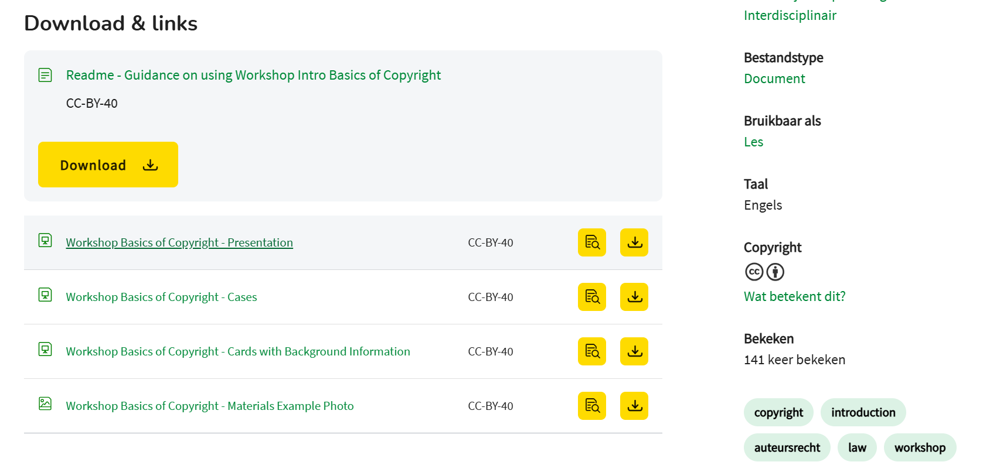 Download & links
Readme - Guidance on using Workshop Intro Basics of Copyright
CC-BY-40
Download
Workshop Basics of Copyright - Presentation CC-BY-40
Workshop Basics of Copyright - Cases CC-BY-40
Workshop Basics of Copyright - Cards with Background Information CC-BY-40
Workshop Basics of Copyright - Materials Example Photo CC-BY-40
Interdisciplinair
Bestandstype
Document
Bruikbaar als
Les
Taal
Engels
Copyright
cc
Wat betekent dit?
Bekeken
141 keer bekeken
copyright introduction
auteursrecht law workshop